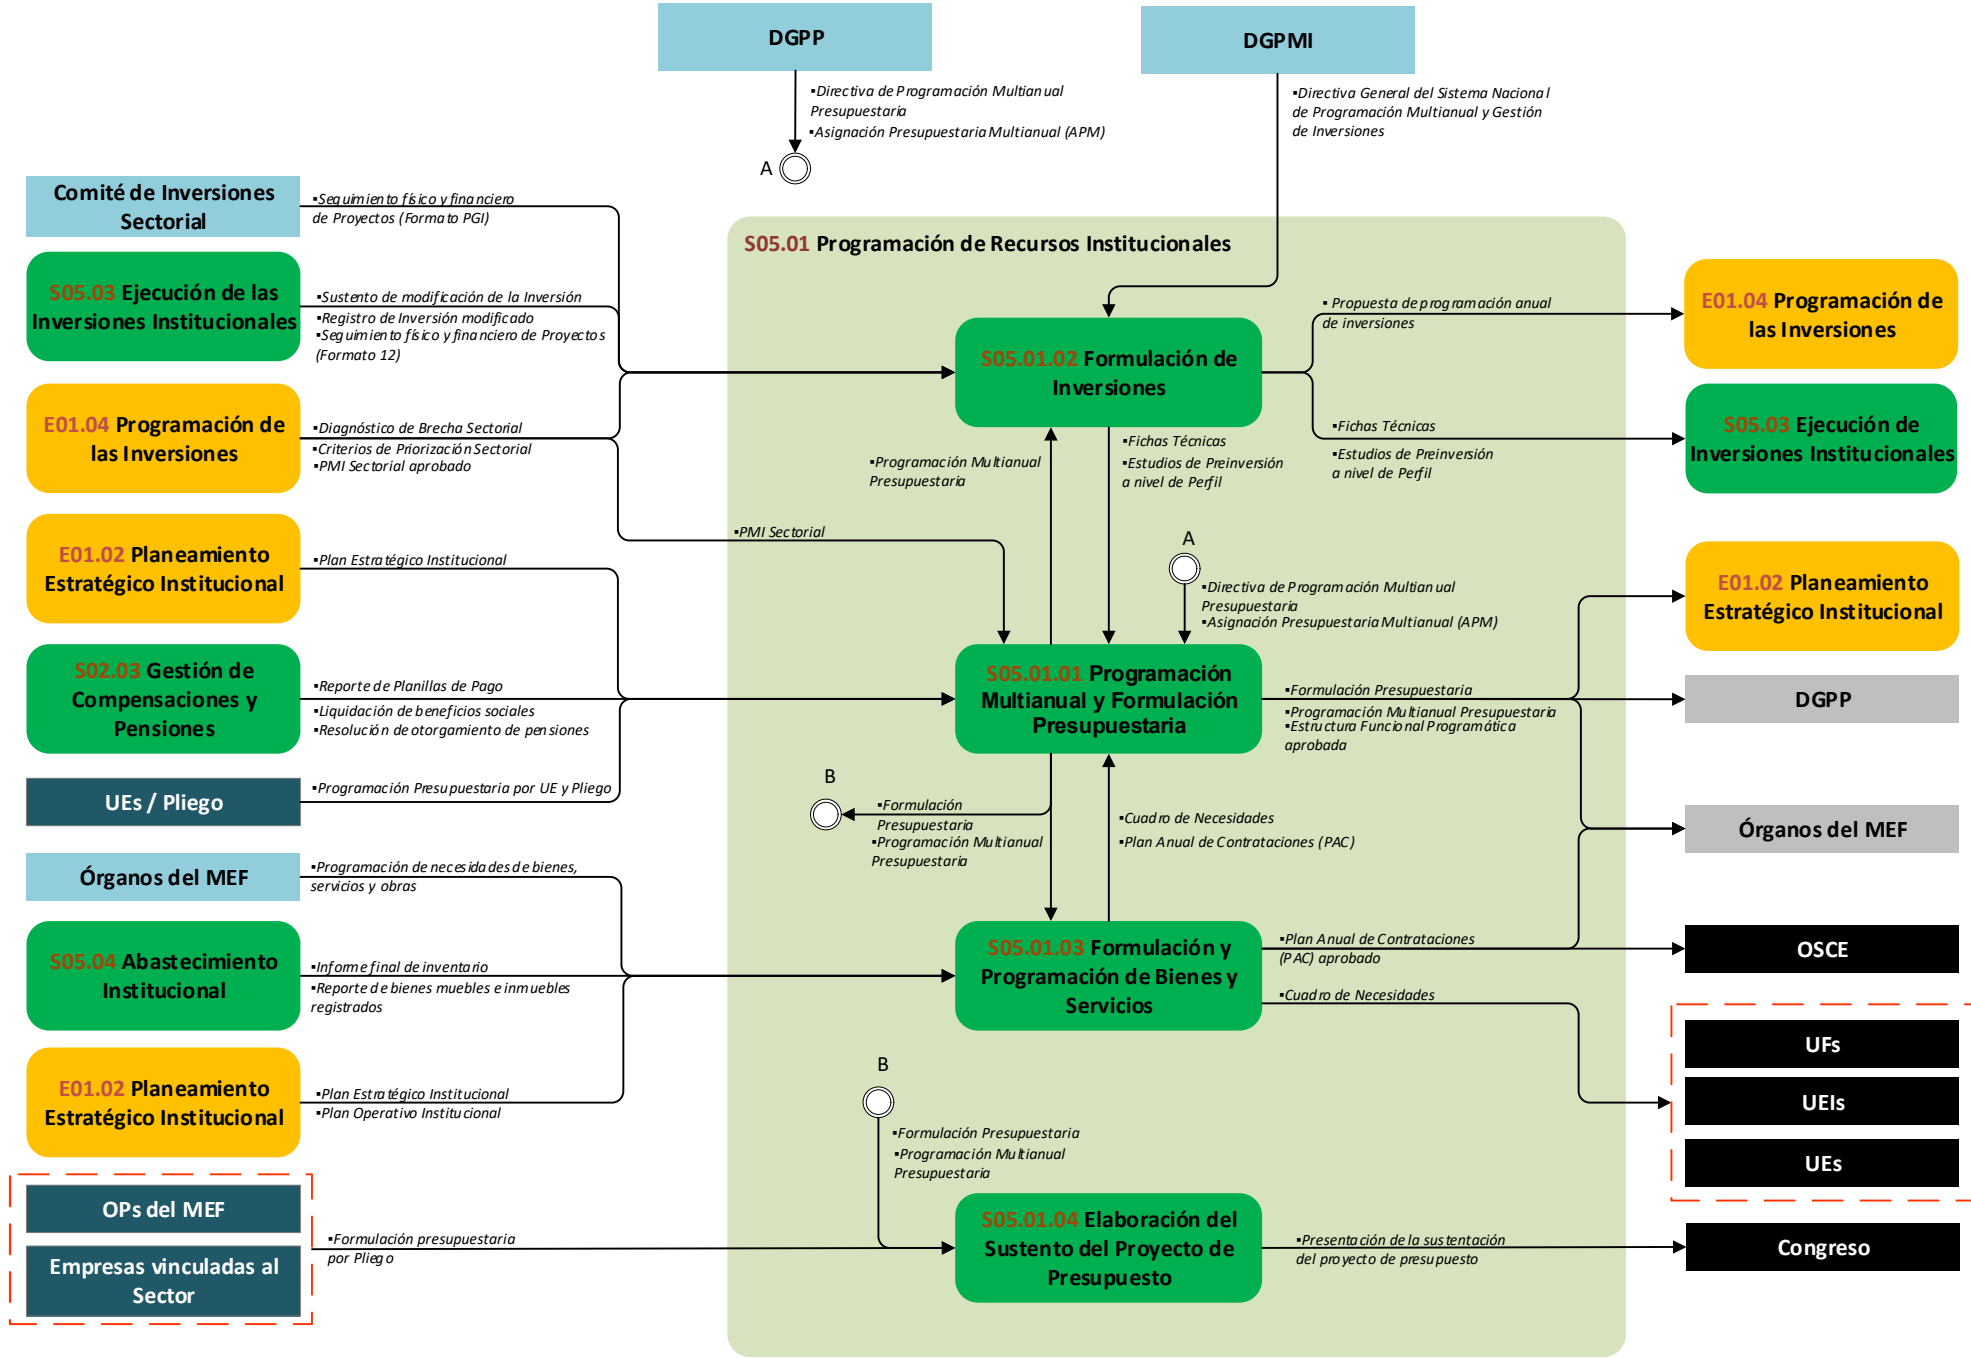 DGPP
DGPMI
▪Directiva de Programación Multianual
Presupuestaria
▪Asignación Presupuestaria Multianual (APM)
▪Directiva General del Sistema Nacional
de Programación Multianual y Gestión
de Inversiones
A
Comité de Inversiones
Sectorial
▪Seguimiento físico y financiero
de Proyectos (Formato PGI)
S05.01 Programación de Recursos Institucionales
S05.03 Ejecución de las
Inversiones Institucionales
▪Sustento de modificación de la Inversión
▪Registro de Inversión modificado
▪Seguimiento físico y financiero de Proyectos
(Formato 12)
S05.01.02 Formulación de
Inversiones
▪ Propuesta de programación anual
de inversiones
E01.04 Programación de
las Inversiones
E01.04 Programación de
las Inversiones
▪Diagnóstico de Brecha Sectorial
▪Criterios de Priorización Sectorial
▪PMI Sectorial aprobado
▪Programación Multianual
Presupuestaria
▪Fichas Técnicas
▪Estudios de Preinversión
a nivel de Perfil
▪Fichas Técnicas
▪Estudios de Preinversión
a nivel de Perfil
S05.03 Ejecución de
Inversiones Institucionales
▪PMI Sectorial
E01.02 Planeamiento
Estratégico Institucional
▪Plan Estratégico Institucional
A
▪Directiva de Programación Multianual
Presupuestaria
▪Asignación Presupuestaria Multianual (APM)
E01.02 Planeamiento
Estratégico Institucional
S02.03 Gestión de
Compensaciones y
Pensiones
▪Reporte de Planillas de Pago
▪Liquidación de beneficios sociales
▪Resolución de otorgamiento de pensiones
S05.01.01 Programación
Multianual y Formulación
Presupuestaria
▪Formulación Presupuestaria
▪Programación Multianual Presupuestaria
▪Estructura Funcional Programática
aprobada
DGPP
UEs / Pliego
▪Programación Presupuestaria por UE y Pliego
B
▪Formulación
Presupuestaria
▪Programación Multianual
Presupuestaria
▪Cuadro de Necesidades
▪Plan Anual de Contrataciones (PAC)
Órganos del MEF
Órganos del MEF
▪Programación de necesidades de bienes,
servicios y obras
S05.04 Abastecimiento
Institucional
▪Informe final de inventario
▪Reporte de bienes muebles e inmuebles
registrados
S05.01.03 Formulación y
Programación de Bienes y
Servicios
▪Plan Anual de Contrataciones
(PAC) aprobado
▪Cuadro de Necesidades
OSCE
UFs
UEIs
UEs
E01.02 Planeamiento
Estratégico Institucional
▪Plan Estratégico Institucional
▪Plan Operativo Institucional
B
▪Formulación Presupuestaria
▪Programación Multianual
Presupuestaria
OPs del MEF
Empresas vinculadas al
Sector
▪Formulación presupuestaria
por Pliego
S05.01.04 Elaboración del
Sustento del Proyecto de
Presupuesto
▪Presentación de la sustentación
del proyecto de presupuesto
Congreso